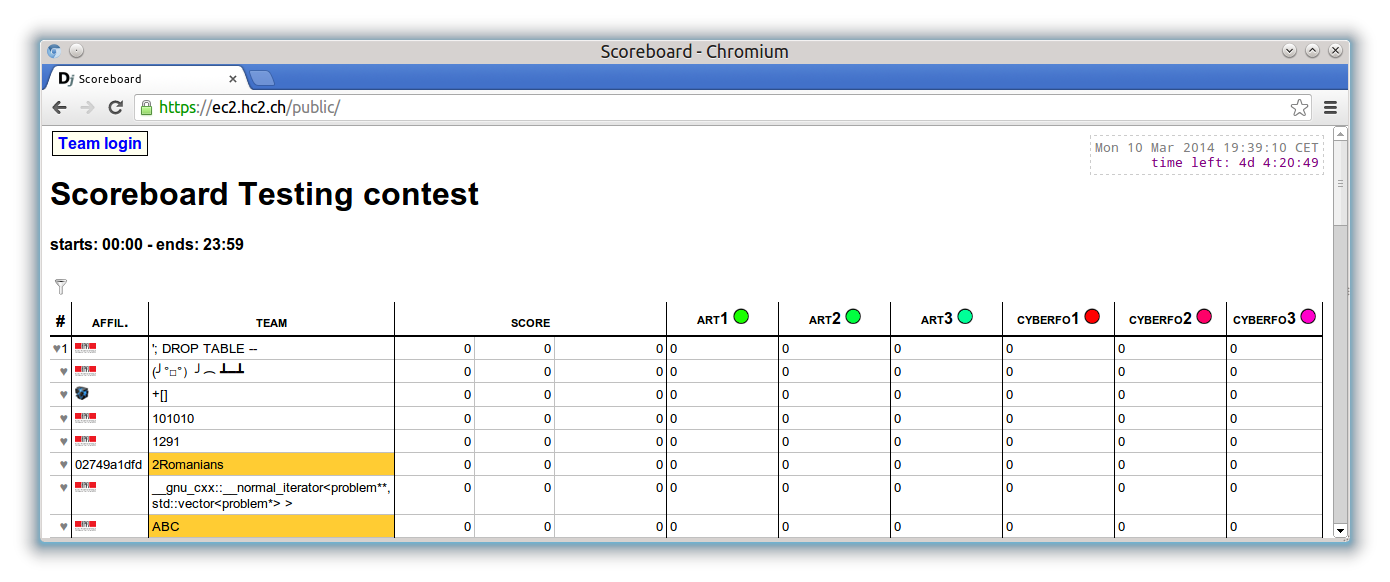 Scoreboard - Chromium
Dj Scoreboard
https://ec2.hc2.ch/public/
Team login
Mon 10 Mar 2014 19:39:10 CET
time left: 4d 4:20:49
Scoreboard Testing contest
starts: 00:00 - ends: 23:59
# AFFIL. TEAM SCORE ART1 ART2 ART3 CYBERFO1 CYBERFO2 CYBERFO3
♥1 '; DROP TABLE -- 0 0 0 0 0 0 0 0 0
♥ (╯°□°) ╯︵ ┻━┻ 0 0 0 0 0 0 0 0 0
♥ +[] 0 0 0 0 0 0 0 0 0
♥ 101010 0 0 0 0 0 0 0 0 0
♥ 1291 0 0 0 0 0 0 0 0 0
♥ 02749a1dfd 2Romanians 0 0 0 0 0 0 0 0 0
♥ __gnu_cxx::__normal_iterator<problem**, 0 0 0 0 0 0 0 0 0
std::vector<problem*> >
♥ ABC 0 0 0 0 0 0 0 0 0